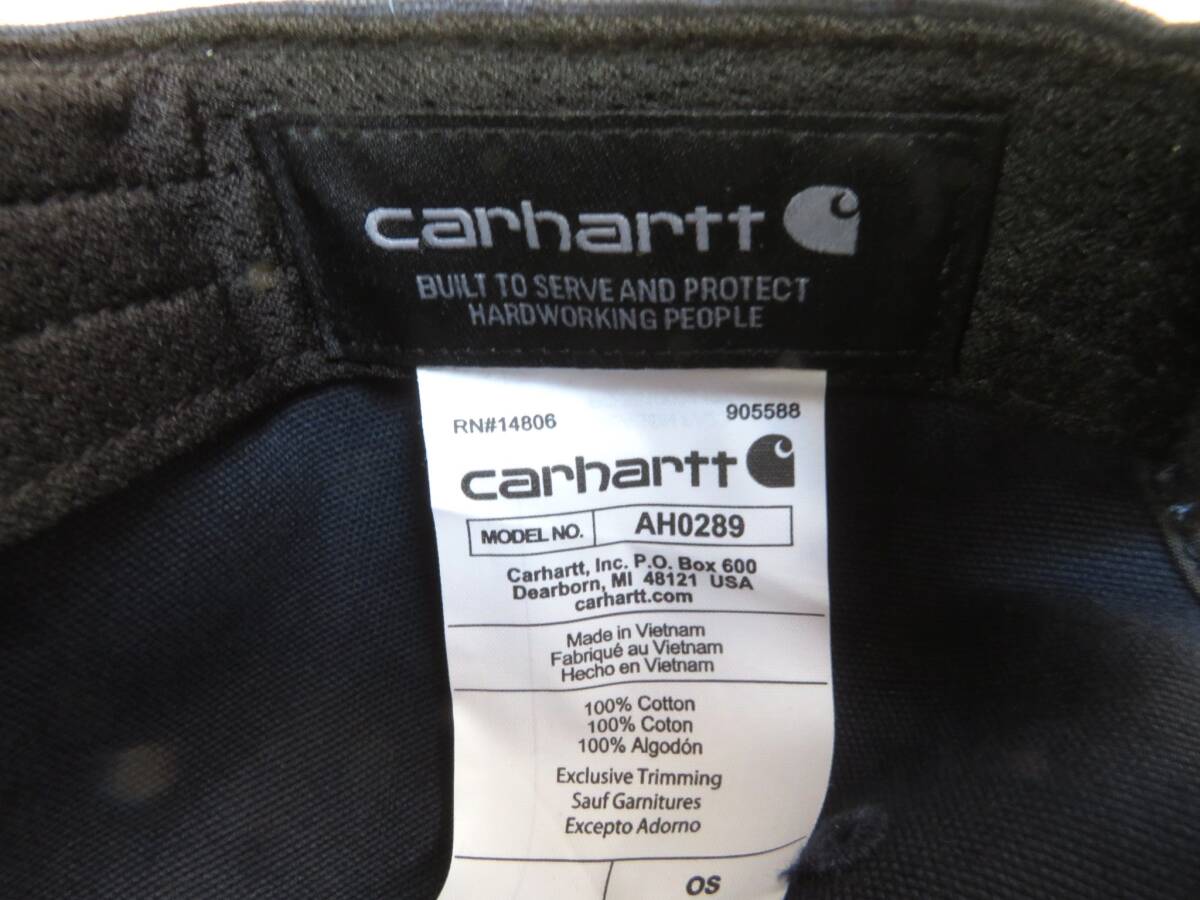 carhartt
BUILT TO SERVE AND PROTECT
HARDWORKING PEOPLE
RN#14806 905588
carhartt
MODEL NO. AH0289
Carhartt, Inc. P.O. Box 600
Dearborn, MI 48121 USA
carhartt.com
Made in Vietnam
Fabriqué au Vietnam
Hecho en Vietnam
100% Cotton
100% Coton
100% Algodón
Exclusive Trimming
Sauf Garnitures
Excepto Adorno
OS